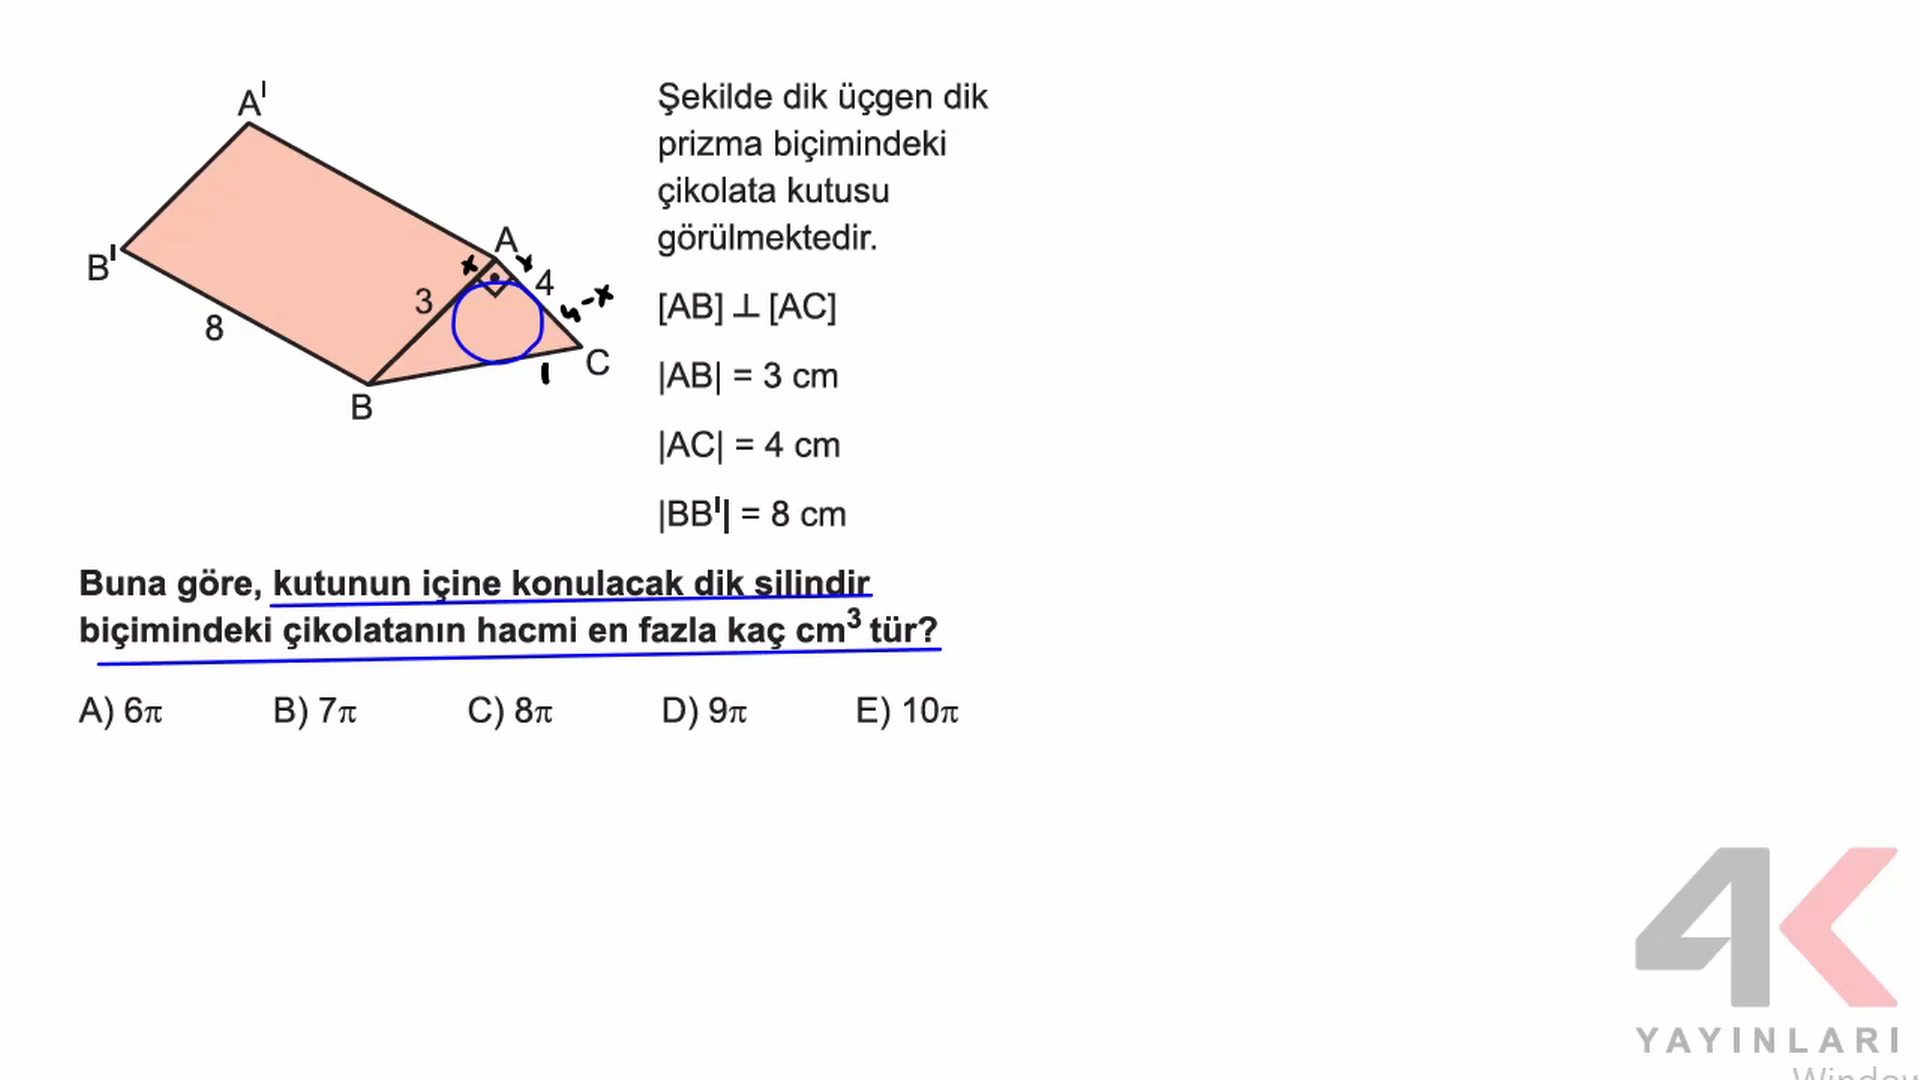 A'
B'
8
3
A
4
x
x
4-x
B
C
Şekilde dik üçgen dik
prizma biçimindeki
çikolata kutusu
görülmektedir.
[AB] ⊥ [AC]
|AB| = 3 cm
|AC| = 4 cm
|BB'| = 8 cm
Buna göre, kutunun içine konulacak dik silindir
biçimindeki çikolatanın hacmi en fazla kaç cm³ tür?
A) 6π B) 7π C) 8π D) 9π E) 10π
4K
YAYINLARI